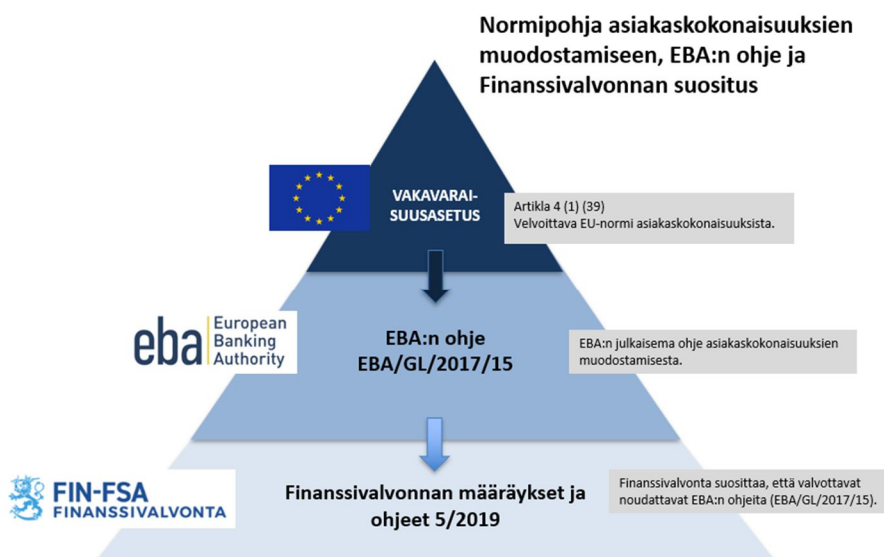 Normipohja asiakaskokonaisuuksien
muodostamiseen, EBA:n ohje ja
Finanssivalvonnan suositus
VAKAVARAI-
SUUSASETUS
Artikla 4 (1) (39)
Velvoittava EU-normi asiakaskokonaisuuksista.
eba
European
Banking
Authority
EBA:n ohje
EBA/GL/2017/15
EBA:n julkaisema ohje asiakaskokonaisuuksien
muodostamisesta.
FIN-FSA
FINANSSIVALVONTA
Finanssivalvonnan määräykset ja
ohjeet 5/2019
Finanssivalvonta suosittaa, että valvottavat
noudattavat EBA:n ohjeita (EBA/GL/2017/15).